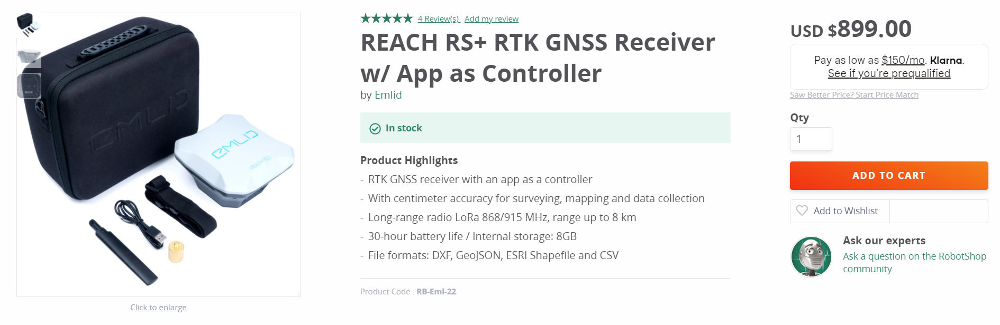 EMLID
EMLID
4 Review(s) Add my review
REACH RS+ RTK GNSS Receiver
w/ App as Controller
by Emlid
In stock
Product Highlights
- RTK GNSS receiver with an app as a controller
- With centimeter accuracy for surveying, mapping and data collection
- Long-range radio LoRa 868/915 MHz, range up to 8 km
- 30-hour battery life / Internal storage: 8GB
- File formats: DXF, GeoJSON, ESRI Shapefile and CSV
Product Code : RB-Eml-22
Click to enlarge
USD $899.00
Pay as low as $150/mo. Klarna.
See if you're prequalified
Saw Better Price? Start Price Match
Qty
1
ADD TO CART
Add to Wishlist
Ask our experts
Ask a question on the RobotShop
community